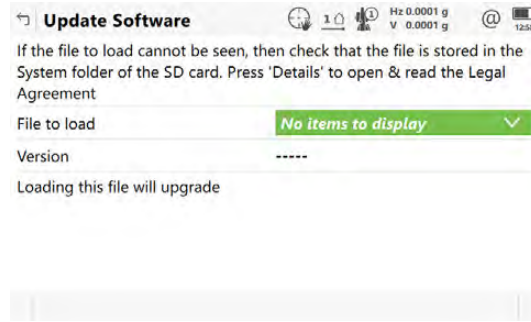 Update Software
1
1
Hz 0.0001 g
V 0.0001 g
@
If the file to load cannot be seen, then check that the file is stored in the
System folder of the SD card. Press 'Details' to open & read the Legal
Agreement
File to load
No items to display
Version
-----
Loading this file will upgrade